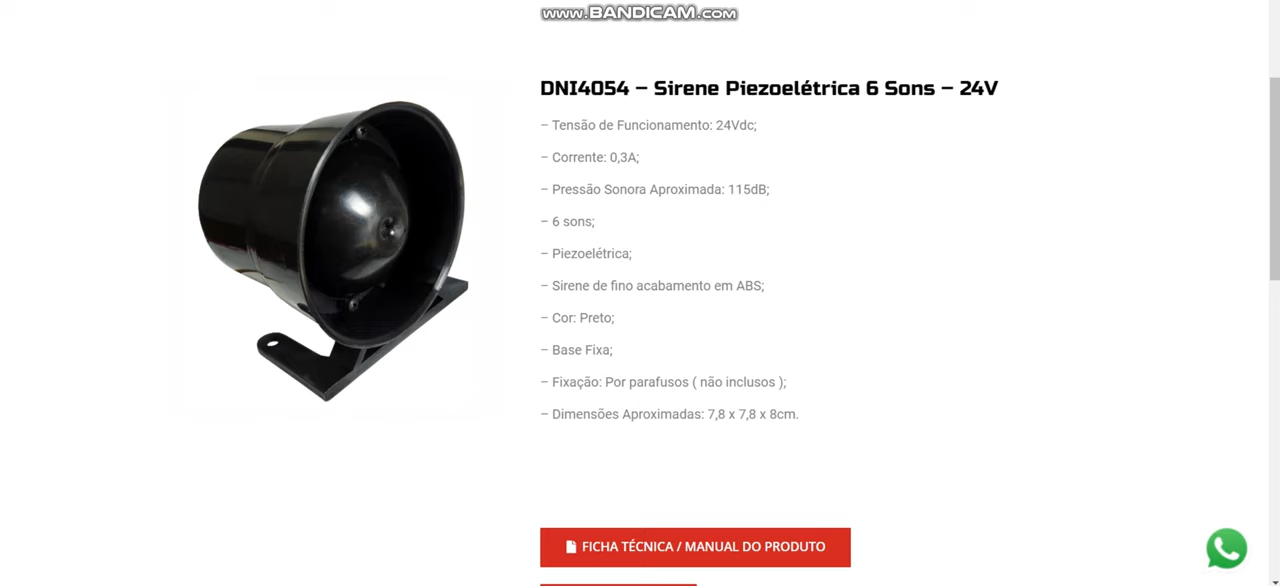 www.BANDICAM.com
DNI4054 – Sirene Piezoelétrica 6 Sons – 24V
– Tensão de Funcionamento: 24Vdc;
– Corrente: 0,3A;
– Pressão Sonora Aproximada: 115dB;
– 6 sons;
– Piezoelétrica;
– Sirene de fino acabamento em ABS;
– Cor: Preto;
– Base Fixa;
– Fixação: Por parafusos ( não inclusos );
– Dimensões Aproximadas: 7,8 x 7,8 x 8cm.
FICHA TÉCNICA / MANUAL DO PRODUTO